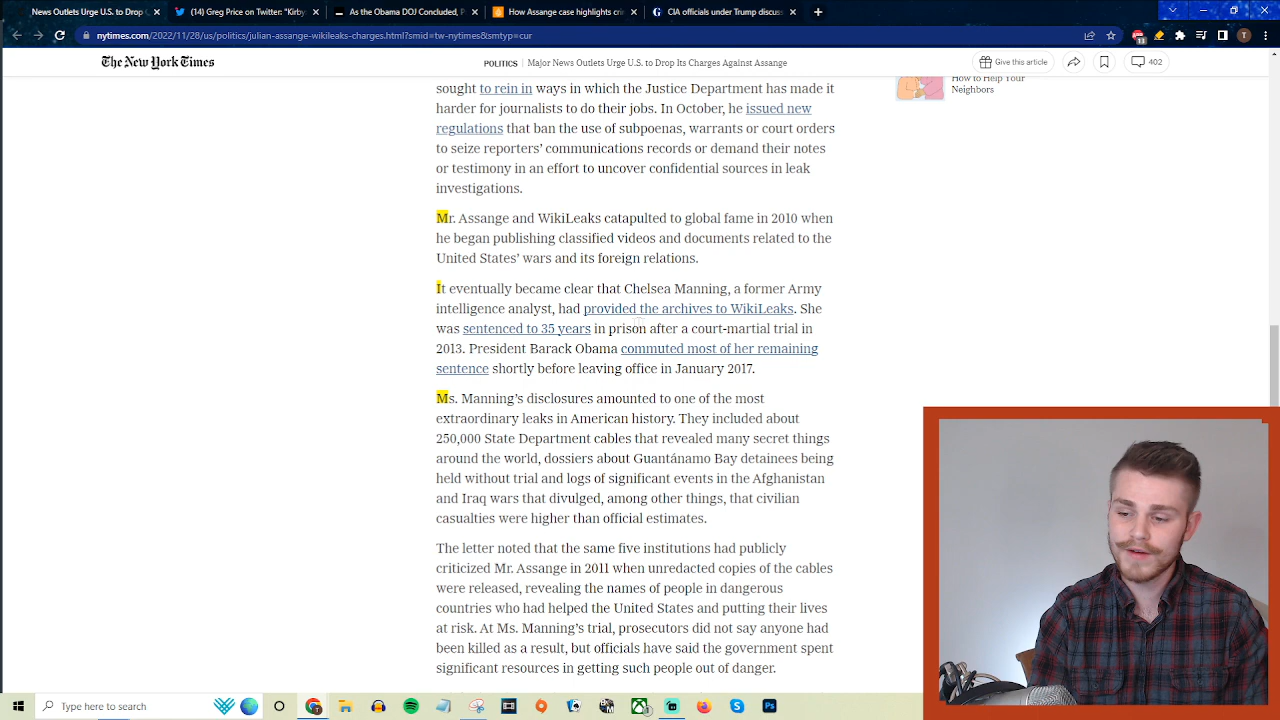 News Outlets Urge U.S. to Drop
(14) Greg Price on Twitter: "Kirby
As the Obama DOJ Concluded, P
How Assange case highlights cri
CIA officials under Trump discuss
nytimes.com/2022/11/28/us/politics/julian-assange-wikileaks-charges.html?smid=tw-nytimes&smtyp=cur
13
T
The New York Times
POLITICS
Major News Outlets Urge U.S. to Drop Its Charges Against Assange
Give this article
402
sought to rein in ways in which the Justice Department has made it
harder for journalists to do their jobs. In October, he issued new
regulations that ban the use of subpoenas, warrants or court orders
to seize reporters' communications records or demand their notes
or testimony in an effort to uncover confidential sources in leak
investigations.
How to Help Your
Neighbors
Mr. Assange and WikiLeaks catapulted to global fame in 2010 when
he began publishing classified videos and documents related to the
United States' wars and its foreign relations.
It eventually became clear that Chelsea Manning, a former Army
intelligence analyst, had provided the archives to WikiLeaks. She
was sentenced to 35 years in prison after a court-martial trial in
2013. President Barack Obama commuted most of her remaining
sentence shortly before leaving office in January 2017.
Ms. Manning's disclosures amounted to one of the most
extraordinary leaks in American history. They included about
250,000 State Department cables that revealed many secret things
around the world, dossiers about Guantánamo Bay detainees being
held without trial and logs of significant events in the Afghanistan
and Iraq wars that divulged, among other things, that civilian
casualties were higher than official estimates.
The letter noted that the same five institutions had publicly
criticized Mr. Assange in 2011 when unredacted copies of the cables
were released, revealing the names of people in dangerous
countries who had helped the United States and putting their lives
at risk. At Ms. Manning's trial, prosecutors did not say anyone had
been killed as a result, but officials have said the government spent
significant resources in getting such people out of danger.
Type here to search